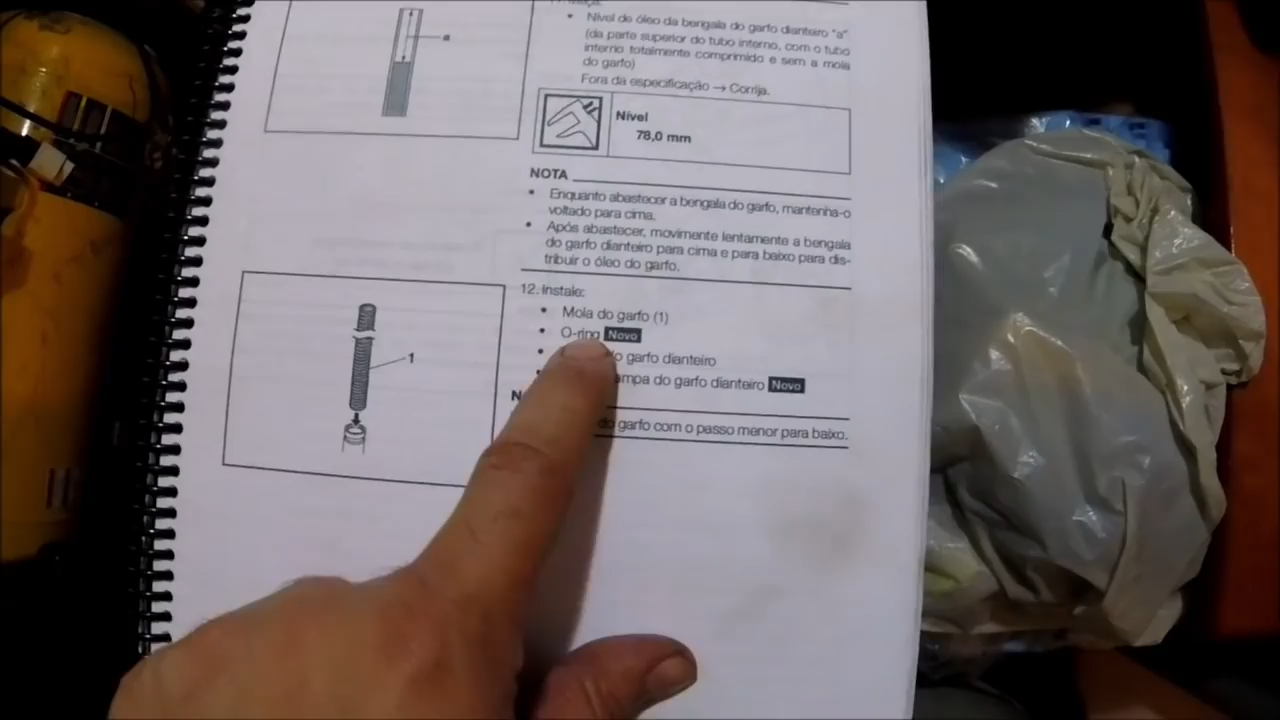 a
• Nível de óleo da bengala do garfo dianteiro "a"
(da parte superior do tubo interno, com o tubo
interno totalmente comprimido e sem a mola
do garfo)
Fora da especificação → Corrija.
Nível
78,0 mm
NOTA
• Enquanto abastecer a bengala do garfo, mantenha-o
voltado para cima.
• Após abastecer, movimente lentamente a bengala
do garfo dianteiro para cima e para baixo para dis-
tribuir o óleo do garfo.
12. Instale:
• Mola do garfo (1)
• O-ring Novo
• garfo dianteiro
• do garfo dianteiro Novo
1
do garfo com o passo menor para baixo.